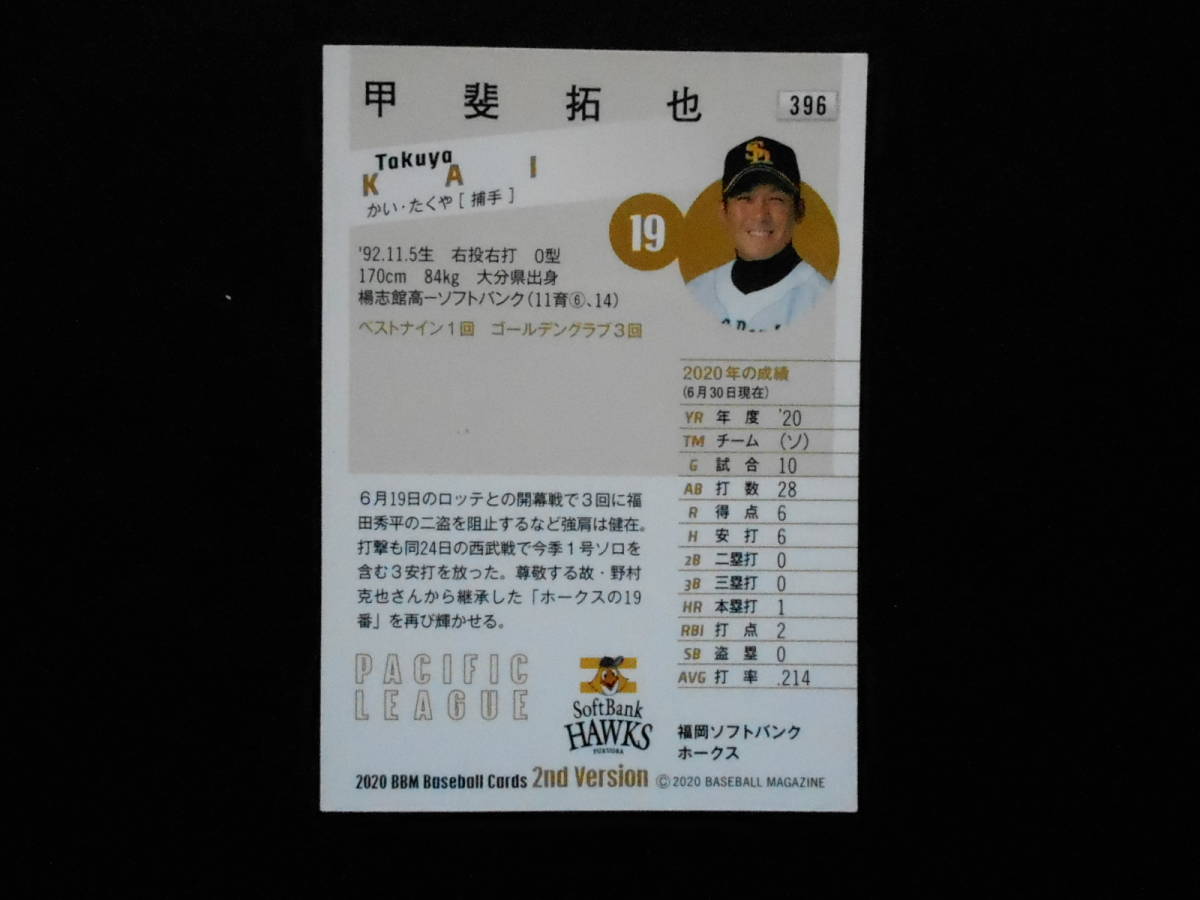 甲斐拓也
396
Takuya
KAI
かい・たくや[捕手]
19
'92.11.5生 右投右打 O型
170cm 84kg 大分県出身
楊志館高ーソフトバンク(11育⑥、14)
ベストナイン1回 ゴールデングラブ3回
2020年の成績
(6月30日現在)
YR 年度 '20
TM チーム (ソ)
G 試合 10
AB 打数 28
R 得点 6
H 安打 6
2B 二塁打 0
3B 三塁打 0
HR 本塁打 1
RBI 打点 2
SB 盗塁 0
AVG 打率 .214
6月19日のロッテとの開幕戦で3回に福
田秀平の二盗を阻止するなど強肩は健在。
打撃も同24日の西武戦で今季1号ソロを
含む3安打を放った。尊敬する故・野村
克也さんから継承した「ホークスの19
番」を再び輝かせる。
PACIFIC
LEAGUE
SoftBank
HAWKS
FUKUOKA
福岡ソフトバンク
ホークス
2020 BBM Baseball Cards 2nd Version ©2020 BASEBALL MAGAZINE